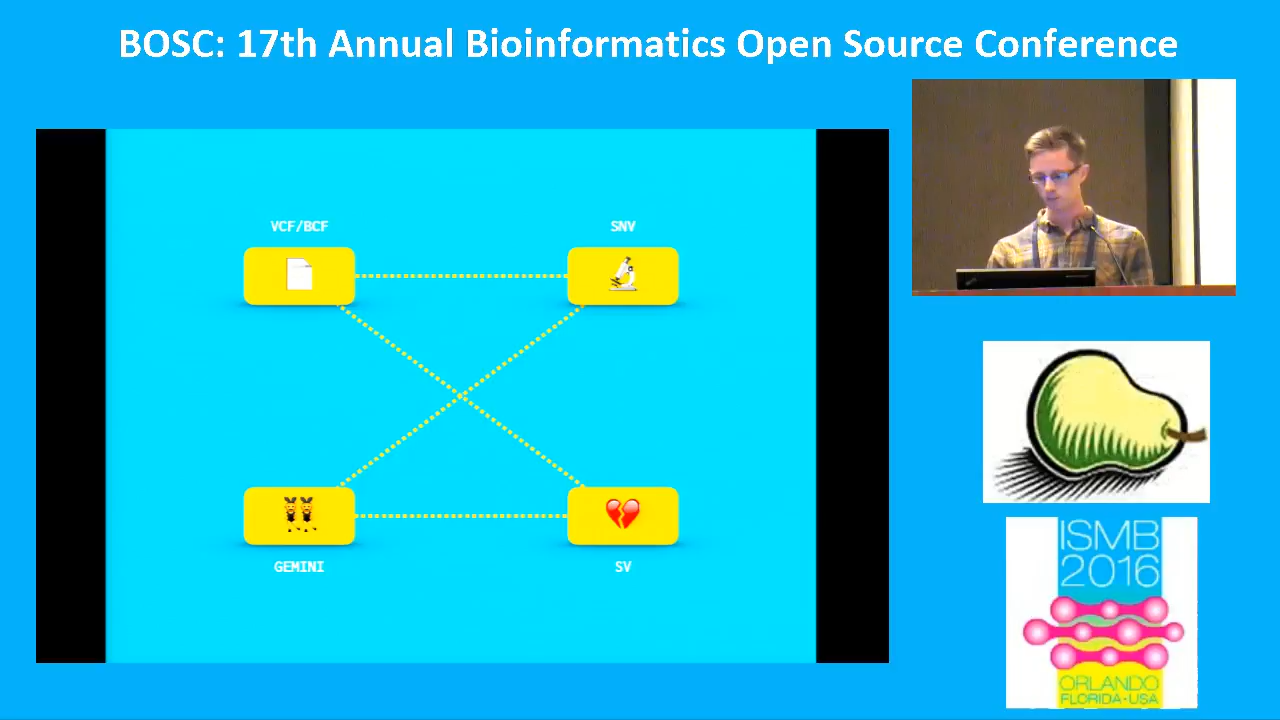 BOSC: 17th Annual Bioinformatics Open Source Conference
VCF/BCF
SNV
GEMINI
SV
ISMB
2016
ORLANDO
FLORIDA-USA